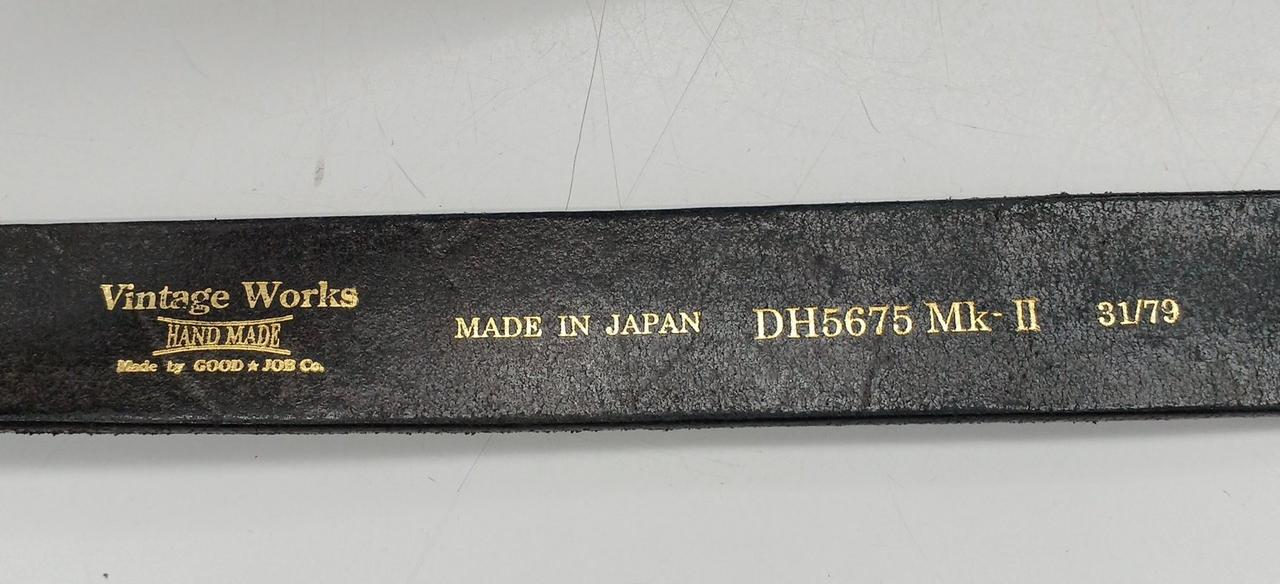 Vintage Works
HAND MADE
Made by GOOD★JOB Co.
MADE IN JAPAN
DH5675 Mk-II
31/79